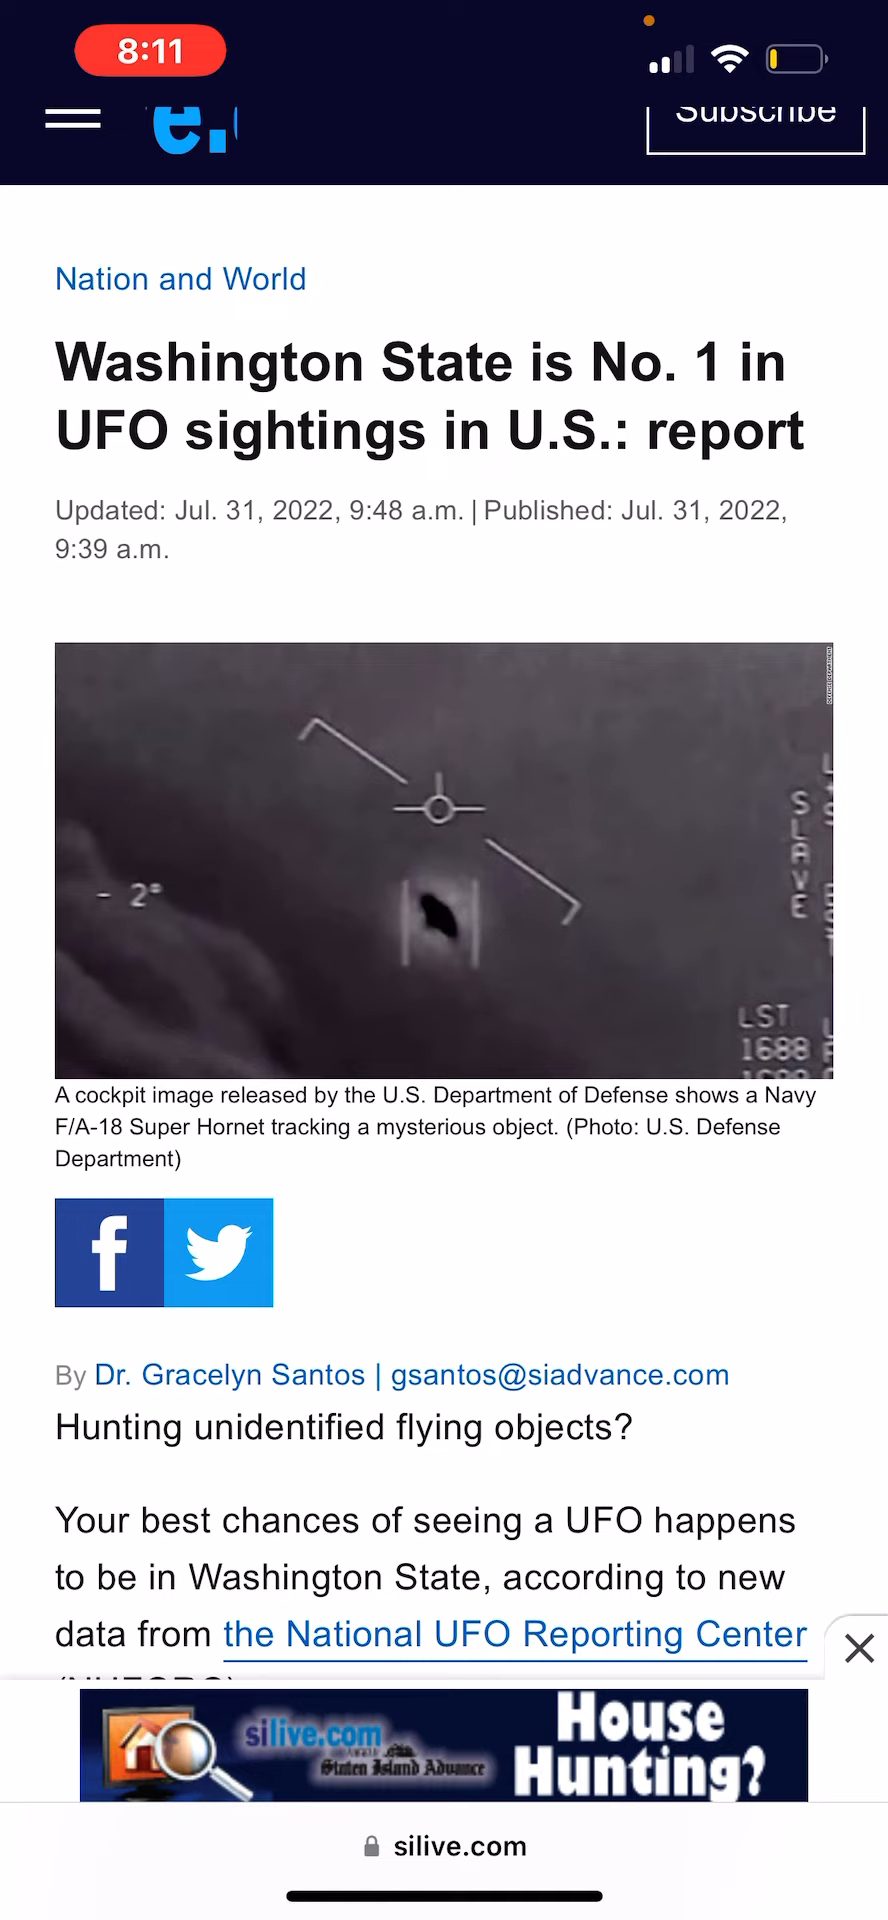 8:11
Subscribe
Nation and World
Washington State is No. 1 in
UFO sightings in U.S.: report
Updated: Jul. 31, 2022, 9:48 a.m. | Published: Jul. 31, 2022,
9:39 a.m.
- 2°
SLAVE
LST
1688
A cockpit image released by the U.S. Department of Defense shows a Navy
F/A-18 Super Hornet tracking a mysterious object. (Photo: U.S. Defense
Department)
By Dr. Gracelyn Santos | gsantos@siadvance.com
Hunting unidentified flying objects?
Your best chances of seeing a UFO happens
to be in Washington State, according to new
data from the National UFO Reporting Center
silive.com
Staten Island Advance
House
Hunting?
silive.com